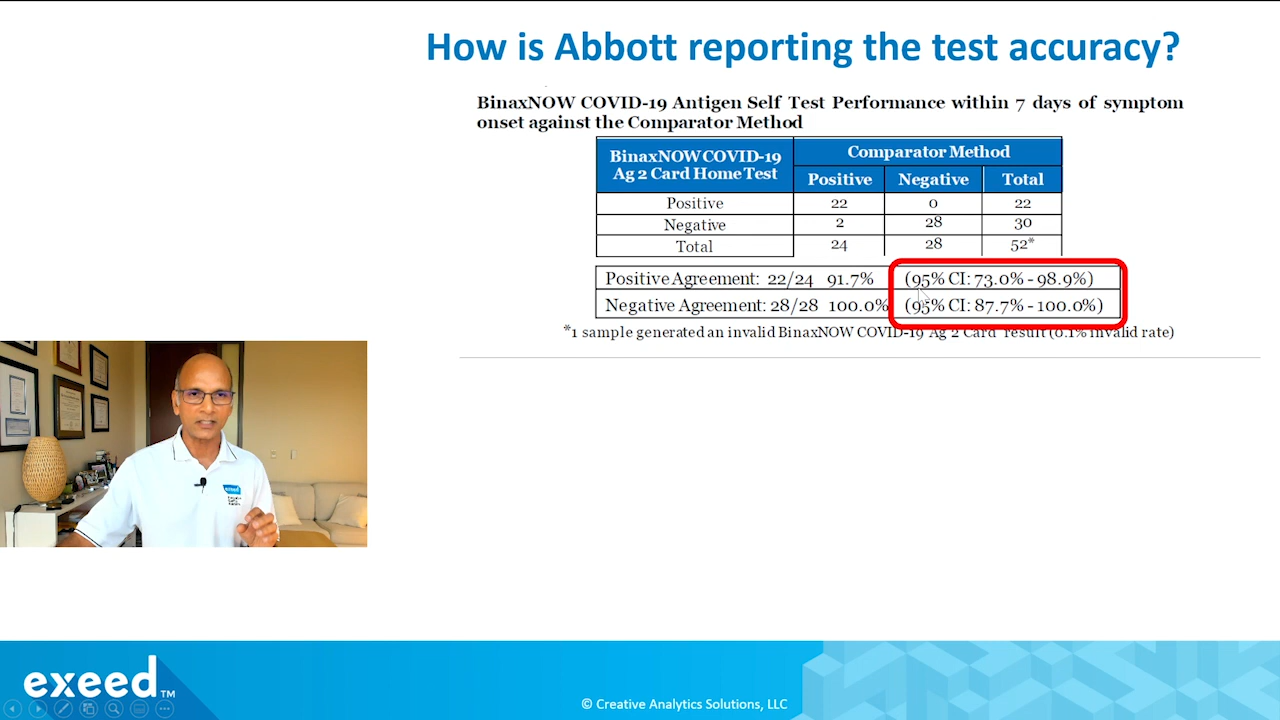 How is Abbott reporting the test accuracy?
BinaxNOW COVID-19 Antigen Self Test Performance within 7 days of symptom
onset against the Comparator Method
BinaxNOW COVID-19
Ag 2 Card Home Test
Comparator Method
Positive Negative Total
Positive 22 0 22
Negative 2 28 30
Total 24 28 52*
Positive Agreement: 22/24 91.7% (95% CI: 73.0% - 98.9%)
Negative Agreement: 28/28 100.0% (95% CI: 87.7% - 100.0%)
*1 sample generated an invalid BinaxNOW COVID-19 Ag 2 Card result (0.1% invalid rate)
exeed
exeed™
© Creative Analytics Solutions, LLC